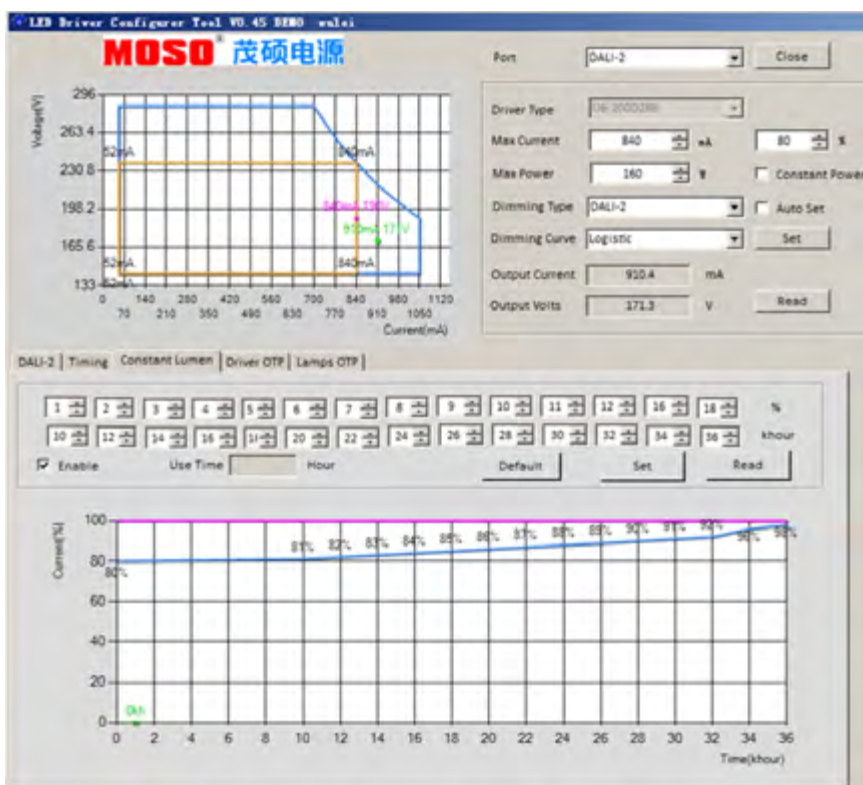 LED Driver Configurer Tool V0.45 DEMO wulei
MOSO® 茂硕电源
Port DALI-2 Close
Driver Type
Max Current 840 mA 80 %
Max Power 160 W Constant Power
Dimming Type DALI-2 Auto Set
Dimming Curve Logistic Set
Output Current 910.4 mA
Output Volts 171.3 V Read
Voltage(V)
296
263.4
230.8
198.2
165.6
133
52mA 840mA
840mA 190V
910mA 171V
52mA 840mA
52mA
0 140 280 420 560 700 840 980 1120
70 210 350 490 630 770 910 1050
Current(mA)
DALI-2 Timing Constant Lumen Driver OTP Lamps OTP
1 2 3 4 5 6 7 8 9 10 11 12 16 18 %
10 12 14 16 18 20 22 24 26 28 30 32 34 36 khour
Enable Use Time Hour Default Set Read
Current(%)
100
80
60
40
20
0
80% 81% 82% 83% 84% 85% 86% 87% 88% 89% 90% 91% 92% 96% 98%
0kh
0 2 4 6 8 10 12 14 16 18 20 22 24 26 28 30 32 34 36
Time(khour)